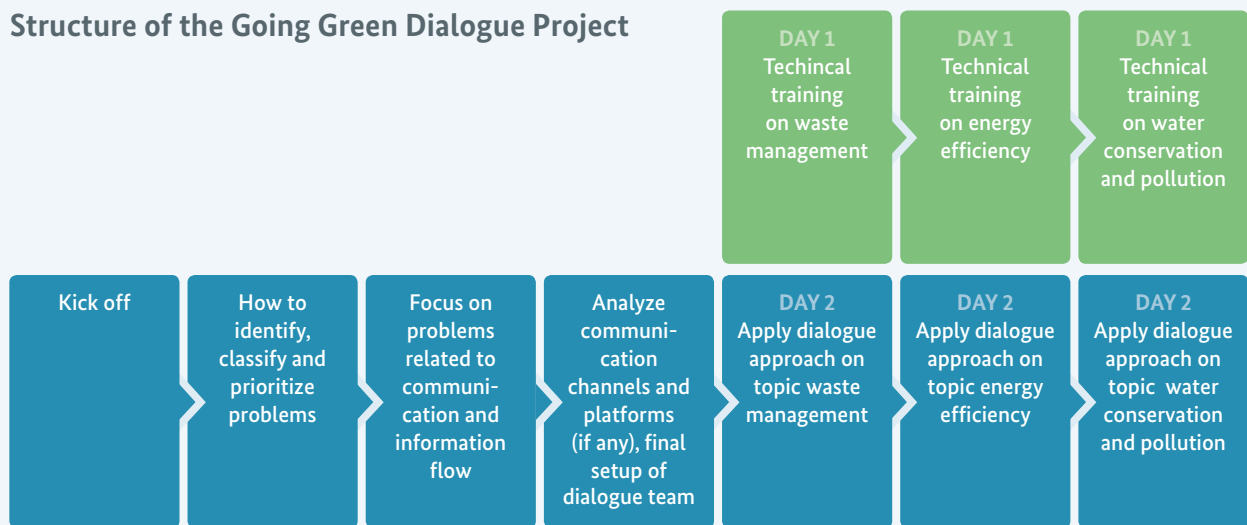 Structure of the Going Green Dialogue Project
DAY 1
Techincal
training
on waste
management
DAY 1
Technical
training
on energy
efficiency
DAY 1
Technical
training
on water
conservation
and pollution
Kick off
How to
identify,
classify and
prioritize
problems
Focus on
problems
related to
communi-
cation and
information
flow
Analyze
communi-
cation
channels and
platforms
(if any), final
setup of
dialogue team
DAY 2
Apply dialogue
approach on
topic waste
management
DAY 2
Apply dialogue
approach on
topic energy
efficiency
DAY 2
Apply dialogue
approach on
topic water
conservation
and pollution